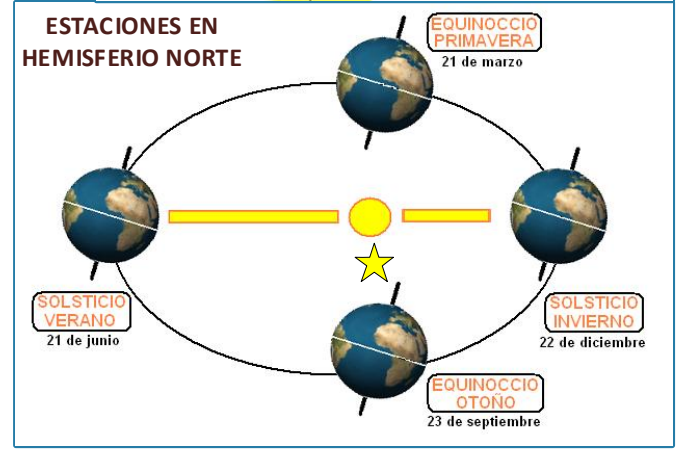 ESTACIONES EN
HEMISFERIO NORTE
EQUINOCCIO
PRIMAVERA
21 de marzo
SOLSTICIO
VERANO
21 de junio
SOLSTICIO
INVIERNO
22 de diciembre
EQUINOCCIO
OTOÑO
23 de septiembre